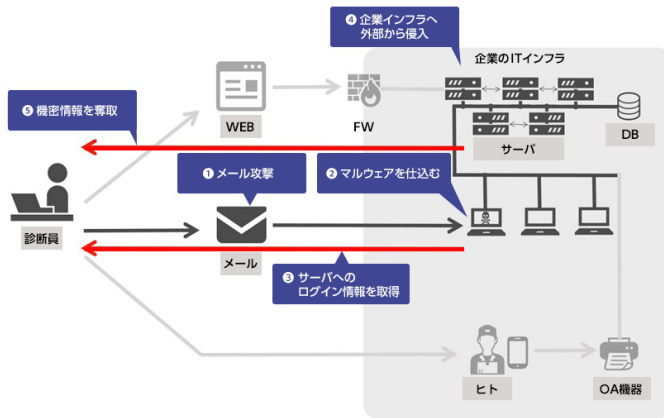 ❹ 企業インフラへ
外部から侵入
企業のITインフラ
❺ 機密情報を奪取
WEB
FW
サーバ
DB
❶ メール攻撃
❷ マルウェアを仕込む
診断員
メール
❸ サーバへの
ログイン情報を取得
ヒト
OA機器